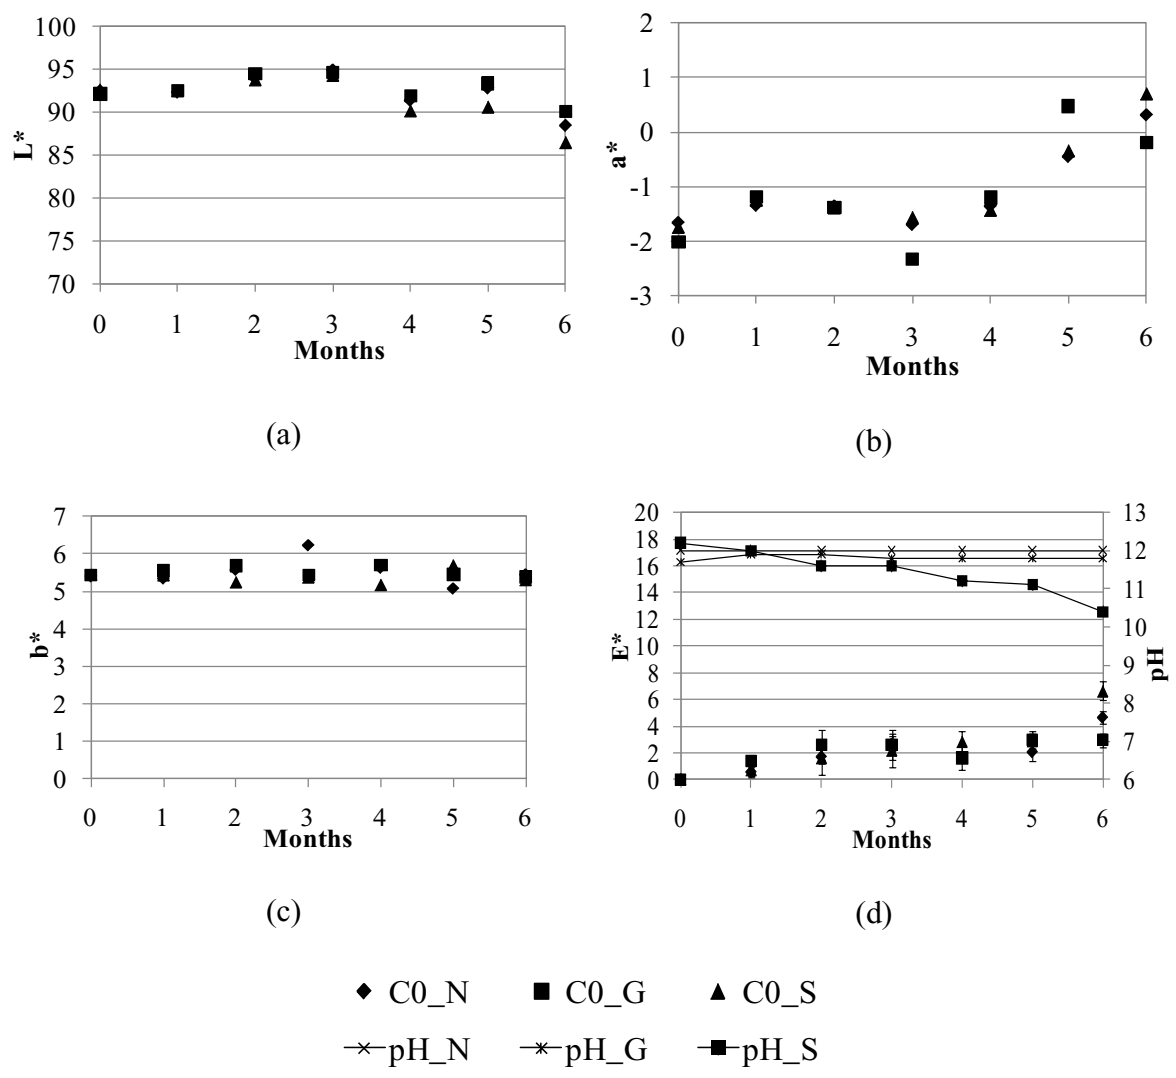 100
95
90
85
80
75
70
L*
0 1 2 3 4 5 6
Months
(a)
2
1
0
-1
-2
-3
a*
0 1 2 3 4 5 6
Months
(b)
7
6
5
4
3
2
1
0
b*
0 1 2 3 4 5 6
Months
(c)
20
18
16
14
12
10
8
6
4
2
0
E*
13
12
11
10
9
8
7
6
pH
0 1 2 3 4 5 6
Months
(d)
C0_N C0_G C0_S
pH_N pH_G pH_S